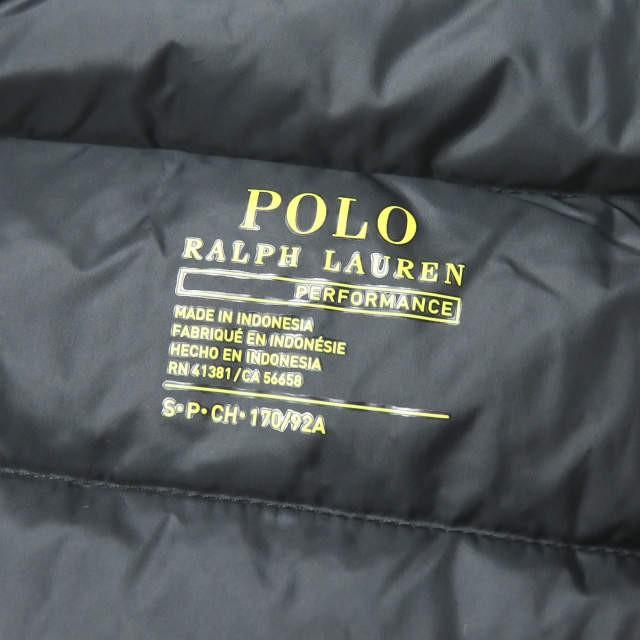 POLO
RALPH LAUREN
PERFORMANCE
MADE IN INDONESIA
FABRIQUÉ EN INDONÉSIE
HECHO EN INDONESIA
RN 41381 / CA 56658
S•P•CH•170/92A